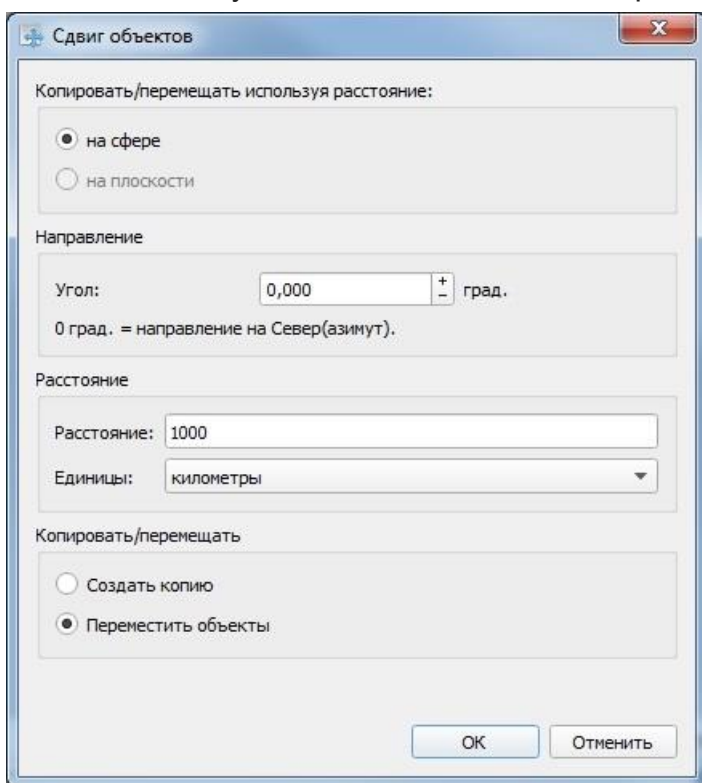 Сдвиг объектов
Копировать/перемещать используя расстояние:
на сфере
на плоскости
Направление
Угол: 0,000 град.
0 град. = направление на Север(азимут).
Расстояние
Расстояние: 1000
Единицы: километры
Копировать/перемещать
Создать копию
Переместить объекты
ОК Отменить